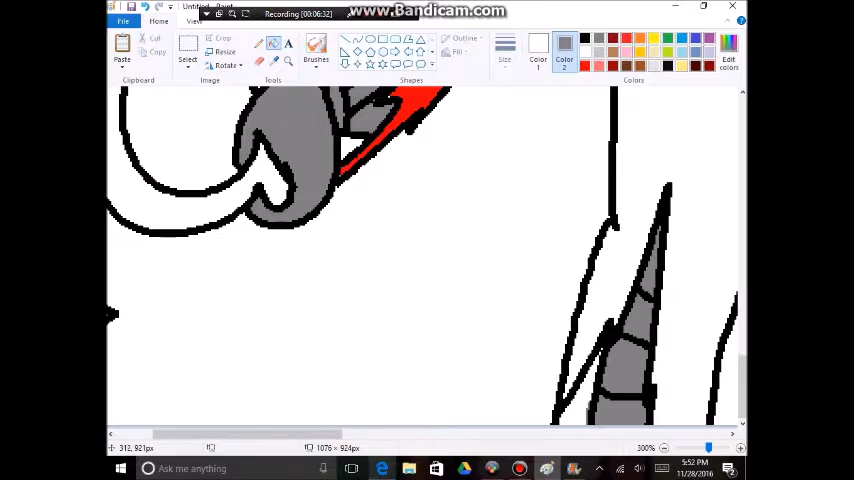 Untitled - Paint
Recording [00:06:32]
www.Bandicam.com
File
Home
View
Paste
Cut
Copy
Clipboard
Select
Crop
Resize
Rotate
Image
Tools
Brushes
Outline
Fill
Shapes
Size
Color 1
Color 2
Edit colors
Colors
312, 921px
1076 × 924px
300%
Ask me anything
5:52 PM
11/28/2016